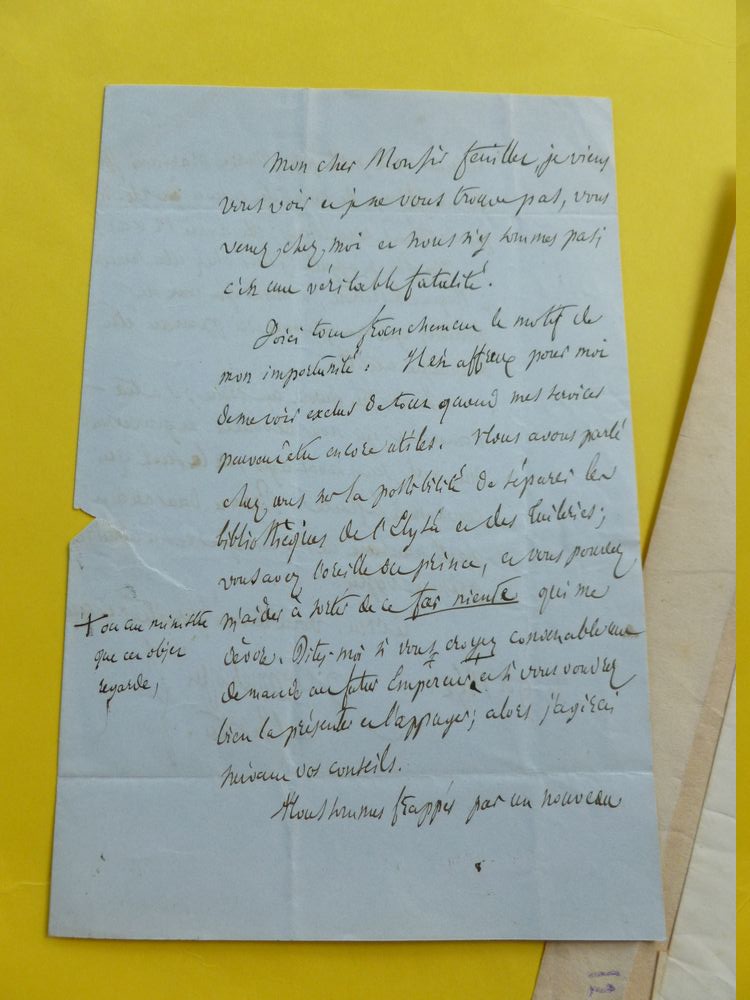 Mon cher Monsir feuillet, je viens
vous voir et je ne vous trouve pas, vous
venez chez moi et nous n'y sommes pas;
c'est une véritable fatalité.
Voici tout franchement le motif de
mon importunité. Il est affreux pour moi
de me voir exclus de tout quand mes services
peuvent être encore utiles. Nous avons parlé
chez vous sur la possibilité de séparer les
bibliothèques de l'Elysée et des Tuileries;
vous avez l'oreille du prince, et vous pouvez
m'aider à sortir de ce far niente qui me
dévore. Dites-moi si vous croyez convenable une
demande au futur Empereur + et si vous voudrez
bien la présenter et l'appuyer; alors j'agirai
suivant vos conseils.
Nous sommes frappés par un nouveau
+ ou au ministre
que cet objet
regarde,